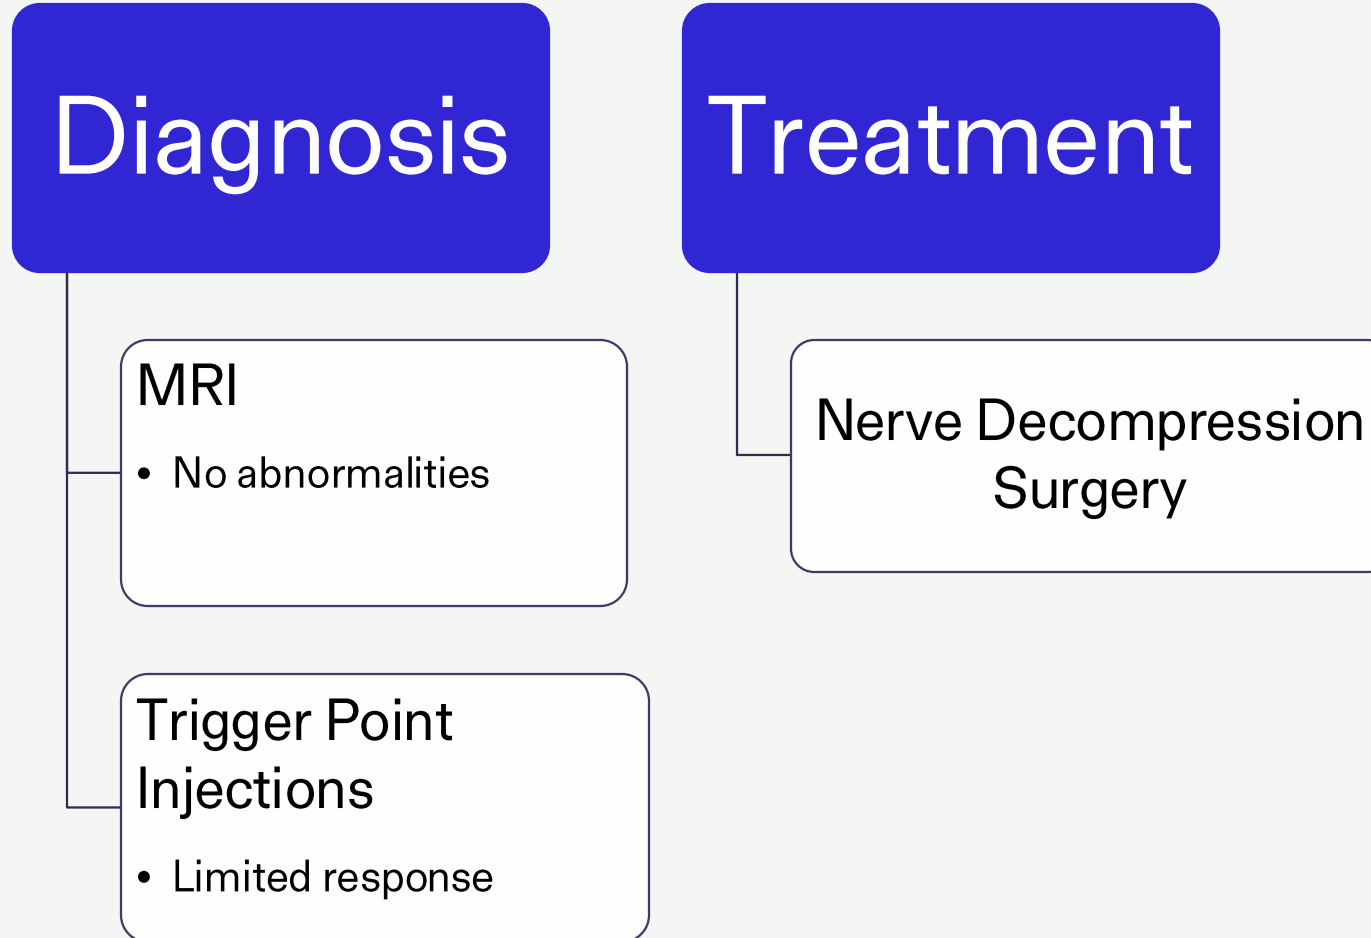 Diagnosis
MRI
• No abnormalities
Trigger Point
Injections
• Limited response
Treatment
Nerve Decompression
Surgery